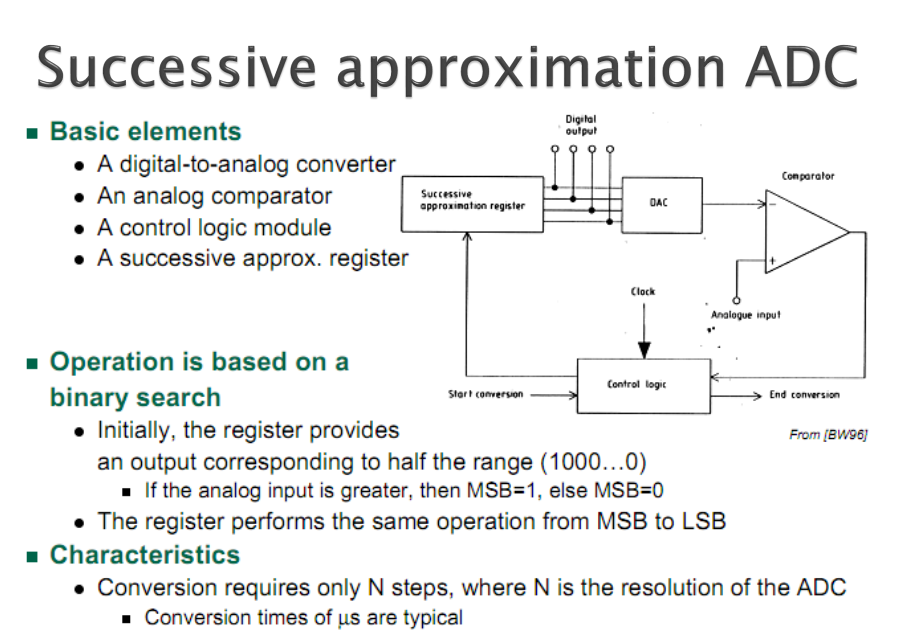 Successive approximation ADC
Basic elements
A digital-to-analog converter
An analog comparator
A control logic module
A successive approx. register
Digital
output
Successive
approximation register
DAC
Comparator
−
+
Analogue input
Clock
Control logic
Start conversion
End conversion
From [BW96]
Operation is based on a
binary search
Initially, the register provides
an output corresponding to half the range (1000…0)
If the analog input is greater, then MSB=1, else MSB=0
The register performs the same operation from MSB to LSB
Characteristics
Conversion requires only N steps, where N is the resolution of the ADC
Conversion times of μs are typical